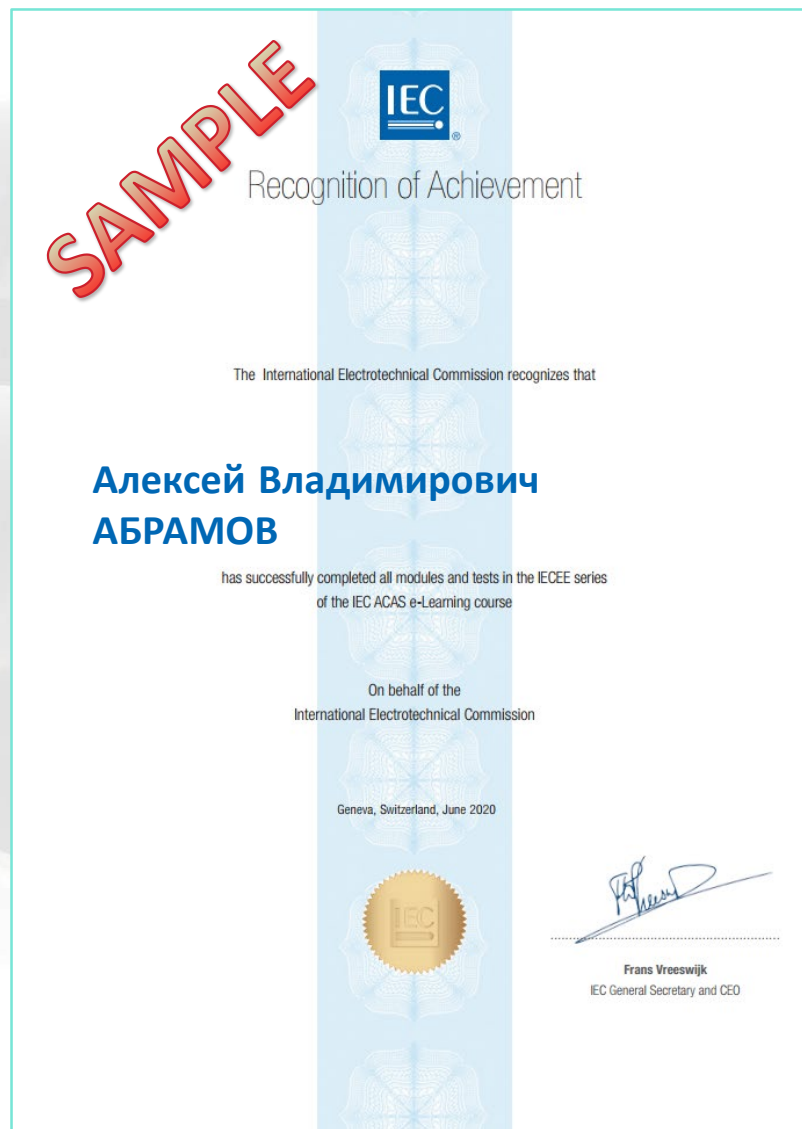 SAMPLE
IEC
®
Recognition of Achievement
The International Electrotechnical Commission recognizes that
Алексей Владимирович
АБРАМОВ
has successfully completed all modules and tests in the IECEE series
of the IEC ACAS e-Learning course
On behalf of the
International Electrotechnical Commission
Geneva, Switzerland, June 2020
IEC
Frans Vreeswijk
IEC General Secretary and CEO